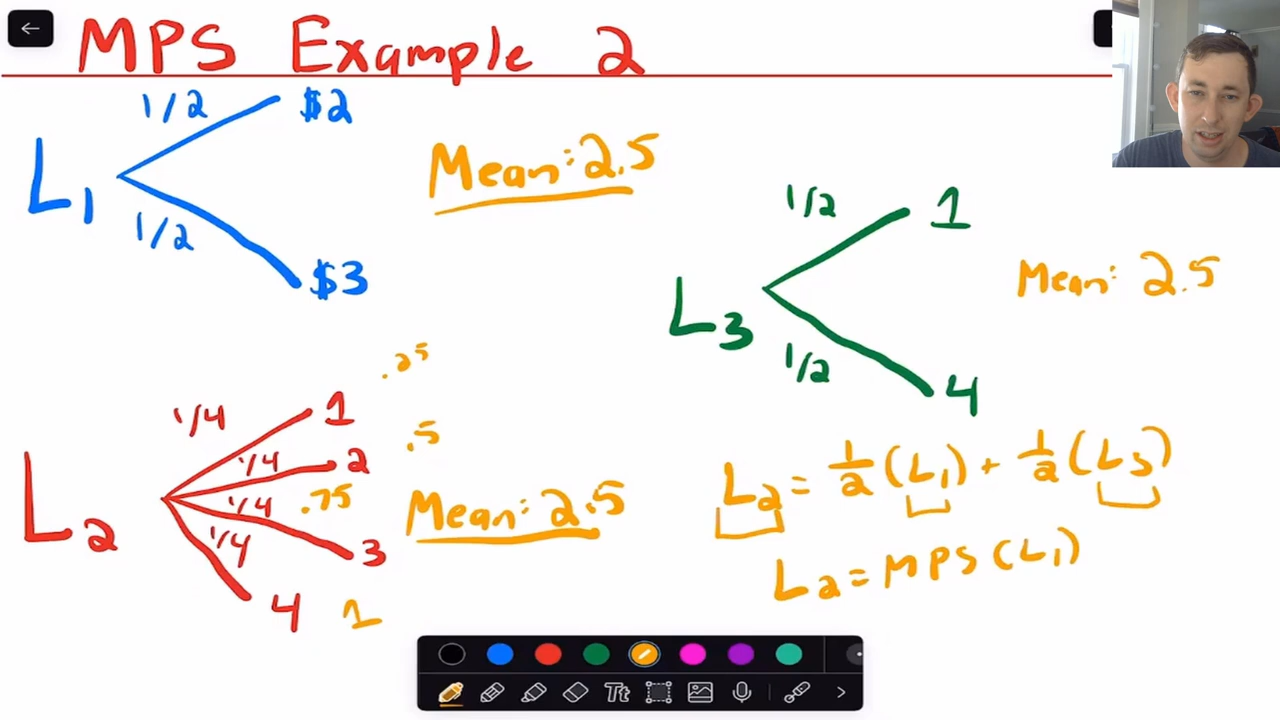 MPS Example 2
1/2
$2
L1
1/2
$3
Mean: 2.5
1/2
1
L3
1/2
4
Mean: 2.5
.25
1/4
1
.5
1/4
2
L2
1/4
.75
3
1/4
4
1
Mean: 2.5
L2 = 1/2 (L1) + 1/2 (L3)
L2 = MPS (L1)
Tt